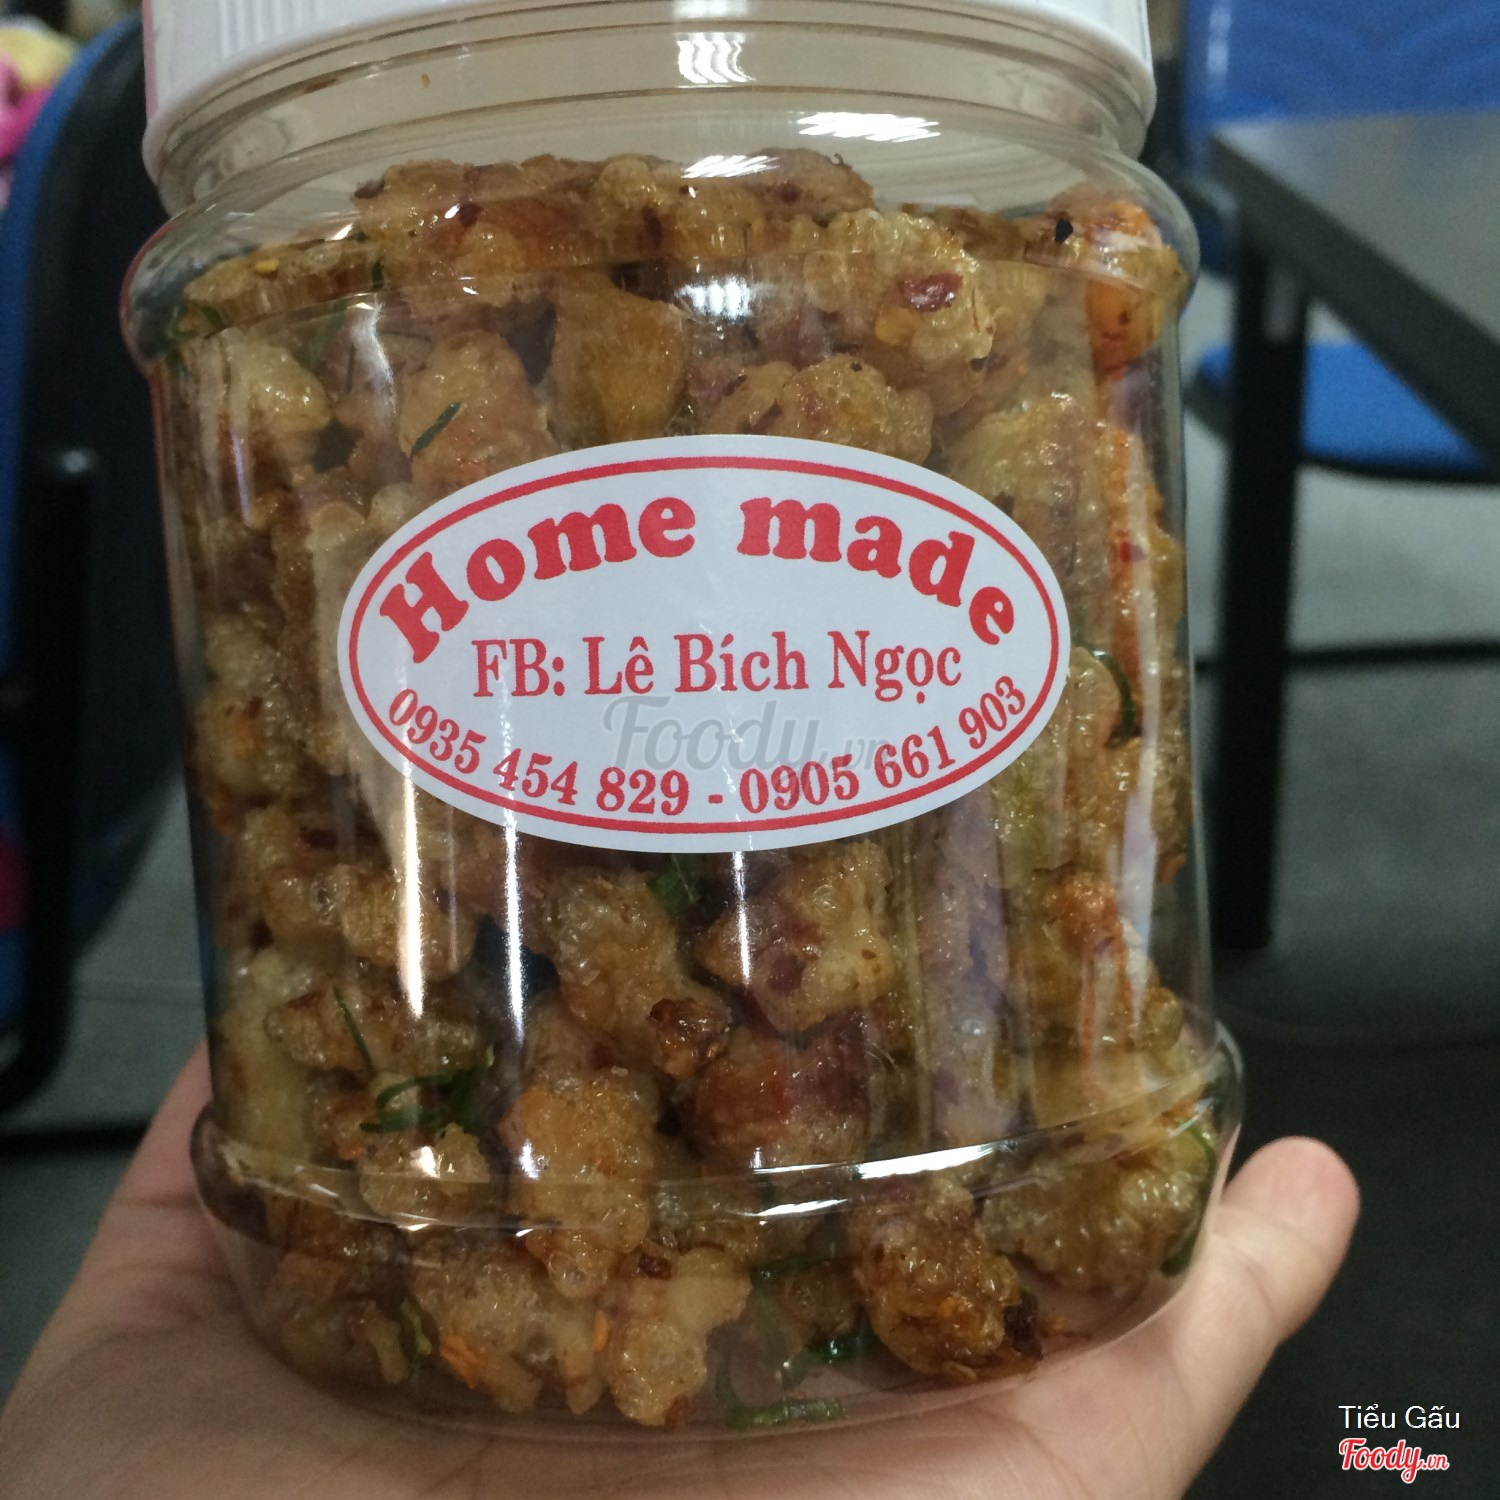 Home made
FB: Lê Bích Ngọc
0935 454 829 - 0905 661 903
Foody.vn
Tiểu Gấu
Foody.vn